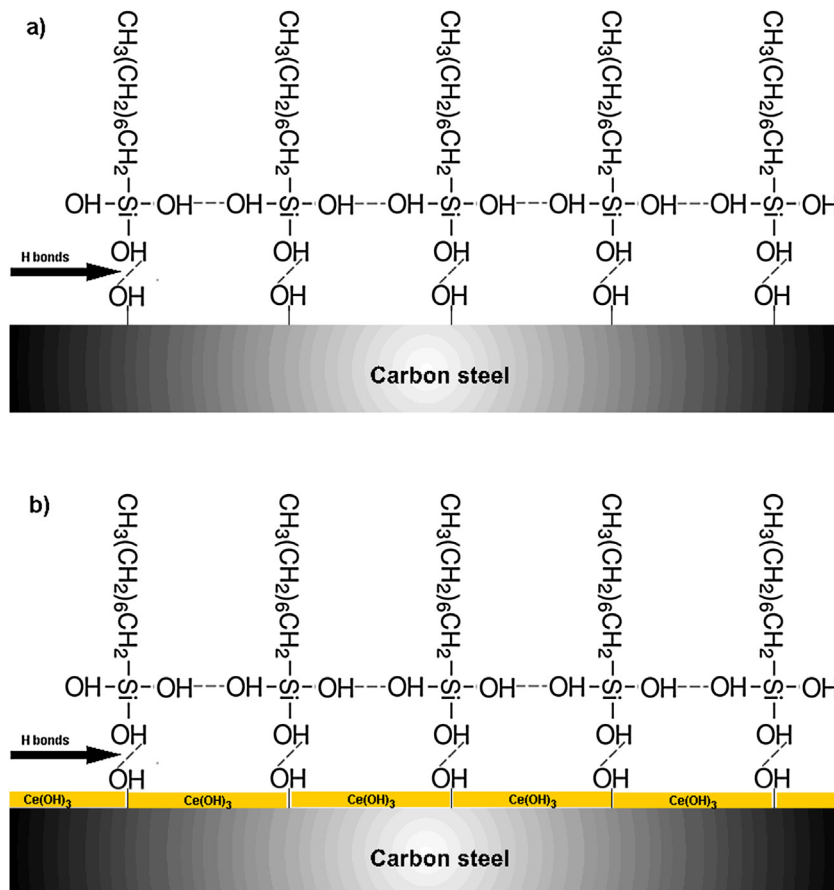 a)
CH3(CH2)6CH2 CH3(CH2)6CH2 CH3(CH2)6CH2 CH3(CH2)6CH2 CH3(CH2)6CH2
OH-Si-OH---OH-Si-OH---OH-Si-OH---OH-Si-OH---OH-Si-OH
OH OH OH OH OH
H bonds
OH OH OH OH OH
Carbon steel
b)
CH3(CH2)6CH2 CH3(CH2)6CH2 CH3(CH2)6CH2 CH3(CH2)6CH2 CH3(CH2)6CH2
OH-Si-OH---OH-Si-OH---OH-Si-OH---OH-Si-OH---OH-Si-OH
OH OH OH OH OH
H bonds
OH OH OH OH OH
Ce(OH)3 Ce(OH)3 Ce(OH)3 Ce(OH)3 Ce(OH)3
Carbon steel